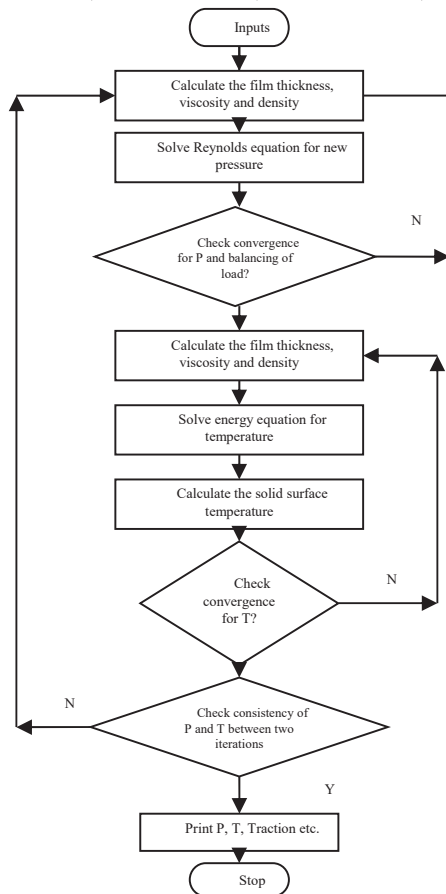 Inputs
Calculate the film thickness,
viscosity and density
Solve Reynolds equation for new
pressure
N
Check convergence
for P and balancing of
load?
Calculate the film thickness,
viscosity and density
Solve energy equation for
temperature
Calculate the solid surface
temperature
N
Check
convergence
for T?
N
Check consistency of
P and T between two
iterations
Y
Print P, T, Traction etc.
Stop